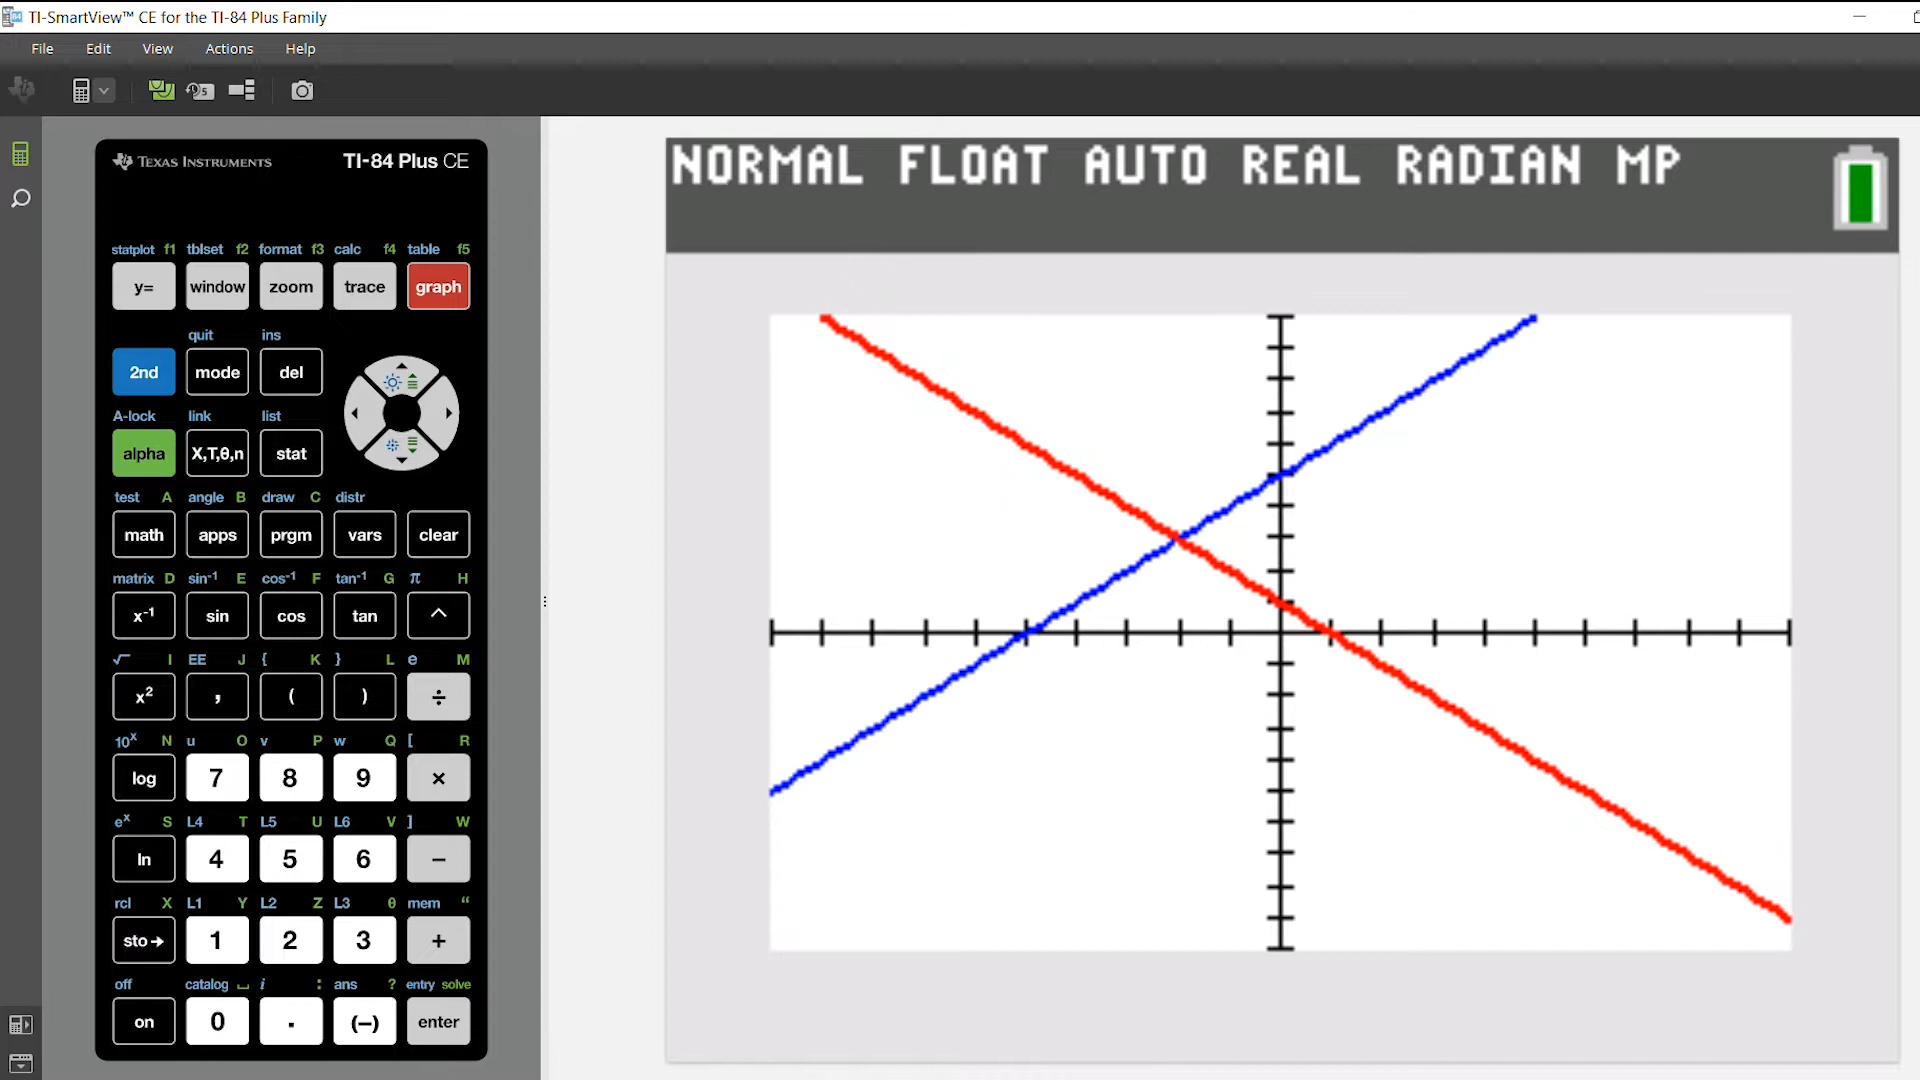 TI-SmartView™ CE for the TI-84 Plus Family
File Edit View Actions Help
TEXAS INSTRUMENTS TI-84 Plus CE
NORMAL FLOAT AUTO REAL RADIAN MP
statplot f1 tblset f2 format f3 calc f4 table f5
y= window zoom trace graph
quit ins
2nd mode del
A-lock link list
alpha X,T,θ,n stat
test A angle B draw C distr
math apps prgm vars clear
matrix D sin⁻¹ E cos⁻¹ F tan⁻¹ G π H
x⁻¹ sin cos tan ^
√ I EE J { K } L e M
x² , ( ) ÷
10ˣ N u O v P w Q [ R
log 7 8 9 ×
eˣ S L4 T L5 U L6 V ] W
ln 4 5 6 −
rcl X L1 Y L2 Z L3 θ mem “
sto→ 1 2 3 +
off catalog ⎵ i : ans ? entry solve
on 0 . (−) enter